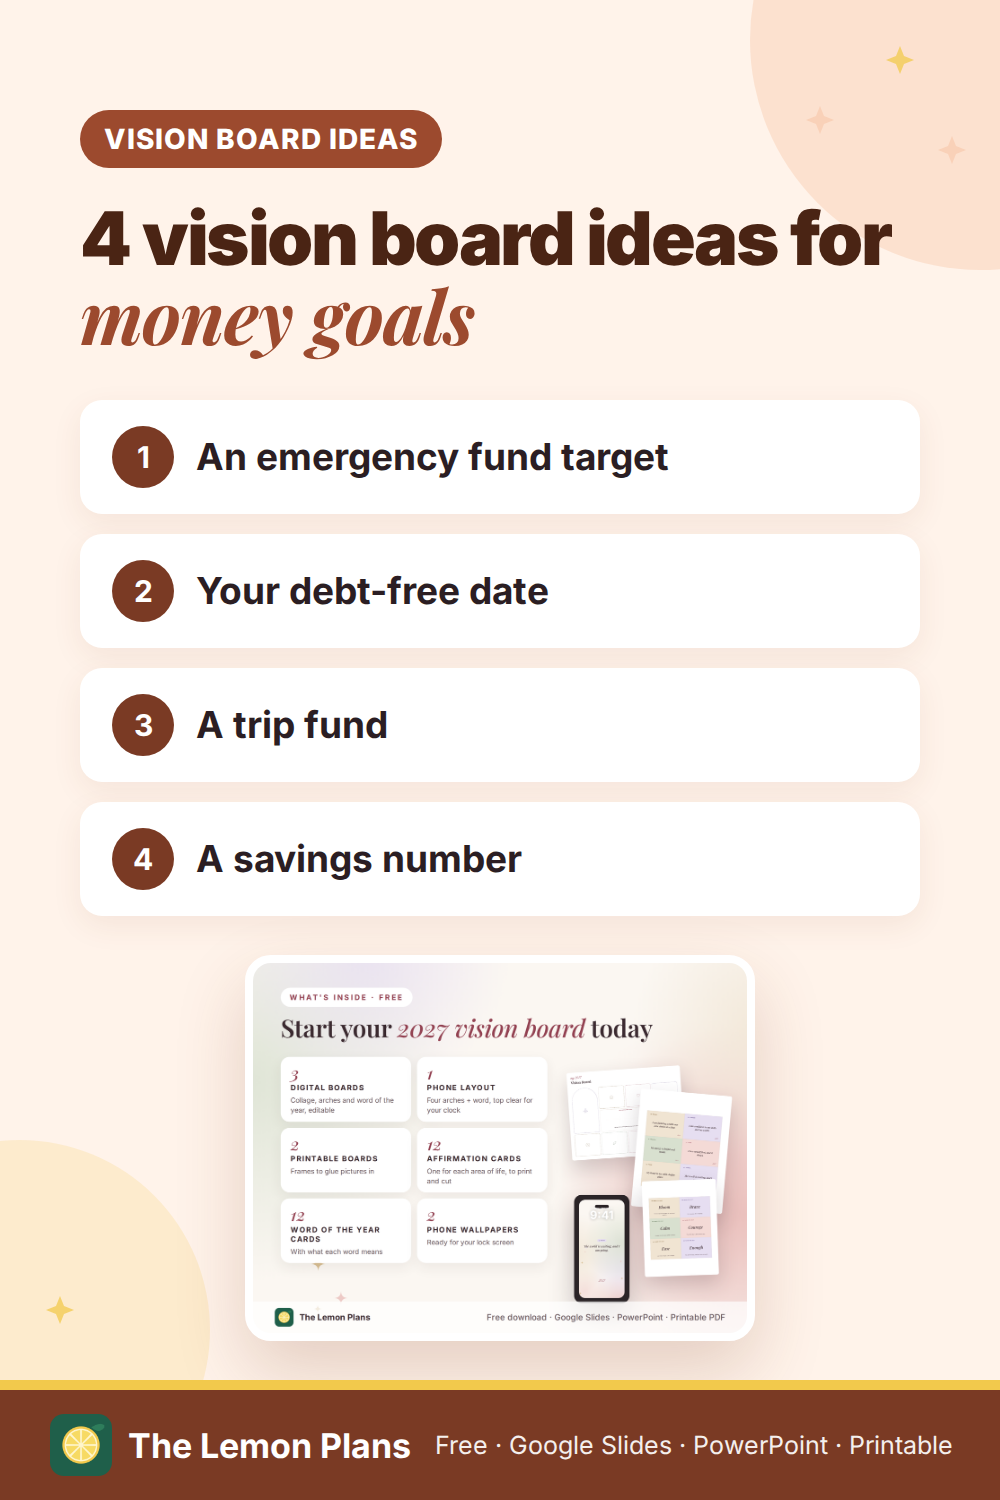 VISION BOARD IDEAS
4 vision board ideas for
money goals
1
An emergency fund target
2
Your debt-free date
3
A trip fund
4
A savings number
WHAT'S INSIDE · FREE
Start your 2027 vision board today
3
DIGITAL BOARDS
Collage, arches and word of the
year, editable
1
PHONE LAYOUT
Four arches + word, top clear for
your clock
2
PRINTABLE BOARDS
Frames to glue pictures in
12
AFFIRMATION CARDS
One for each area of life, to print
and cut
12
WORD OF THE YEAR
CARDS
With what each word means
2
PHONE WALLPAPERS
Ready for your lock screen
9:41
The Lemon Plans
Free download · Google Slides · PowerPoint · Printable PDF
The Lemon Plans
Free · Google Slides · PowerPoint · Printable